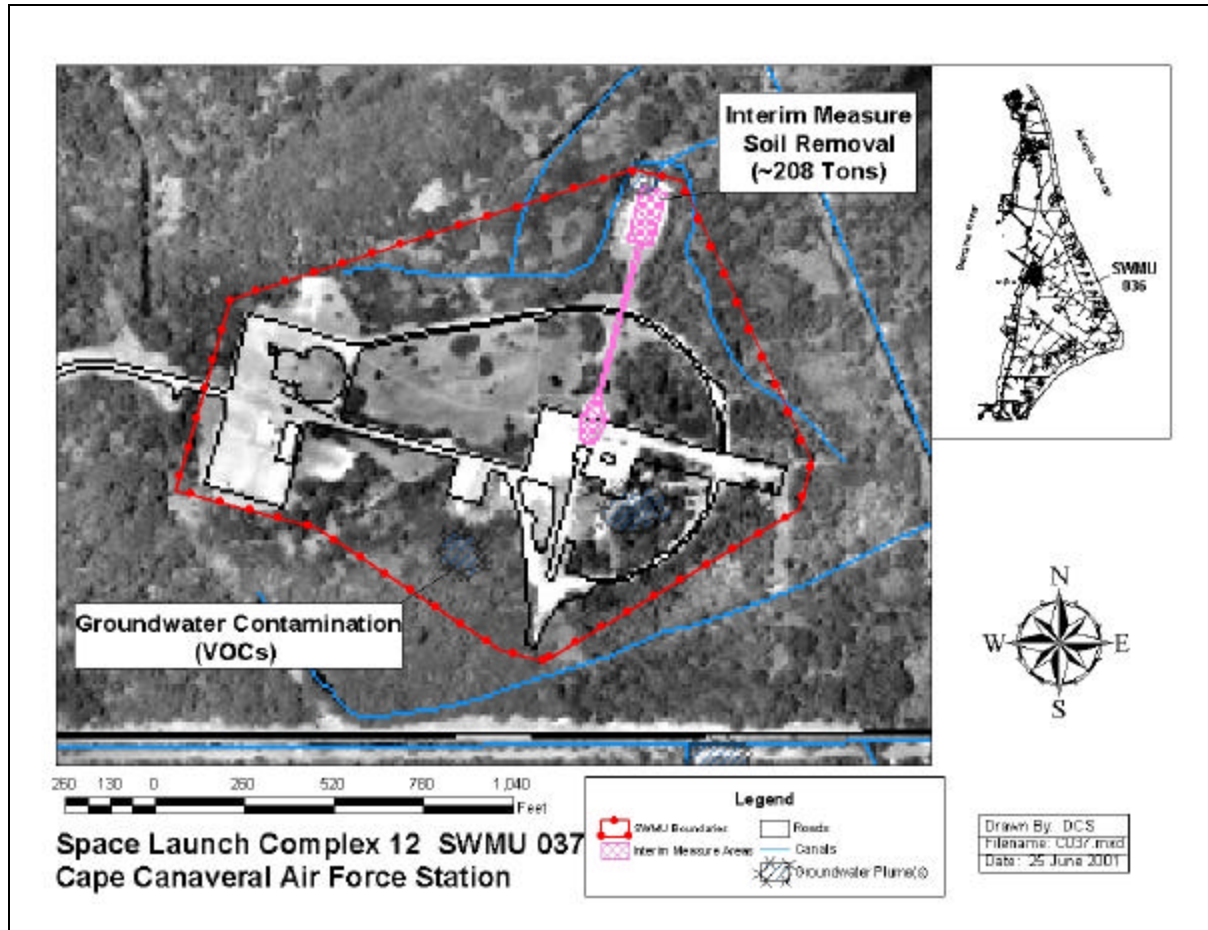 Interim Measure
Soil Removal
(~208 Tons)
SWMU
036
Groundwater Contamination
(VOCs)
N
W E
S
260 130 0 260 520 780 1,040
Feet
Legend
SWMU Boundaries
Roads
Interim Measure Areas
Canals
Groundwater Plume(s)
Space Launch Complex 12 SWMU 037
Cape Canaveral Air Force Station
Drawn By: DCS
Filename: C037.mxd
Date: 25 June 2001